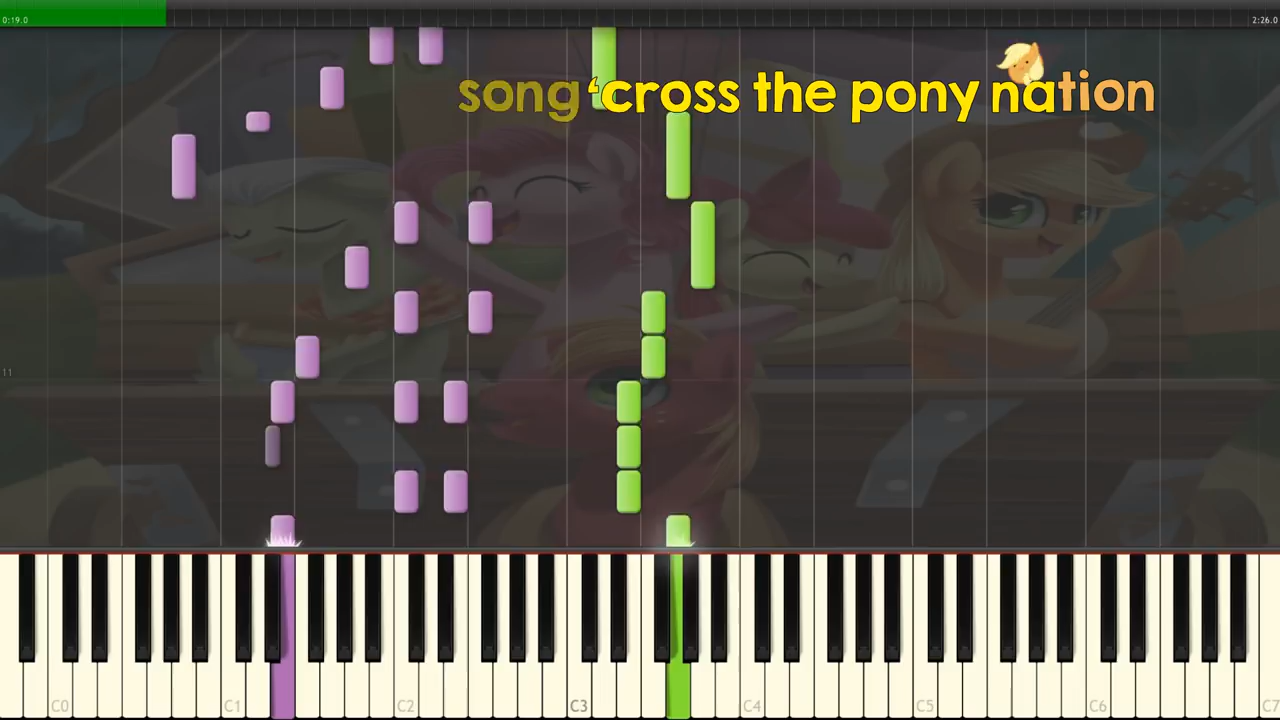 0:19.0
2:26.0
song ‘cross the pony nation
11
C0 C1 C2 C3 C4 C5 C6 C7